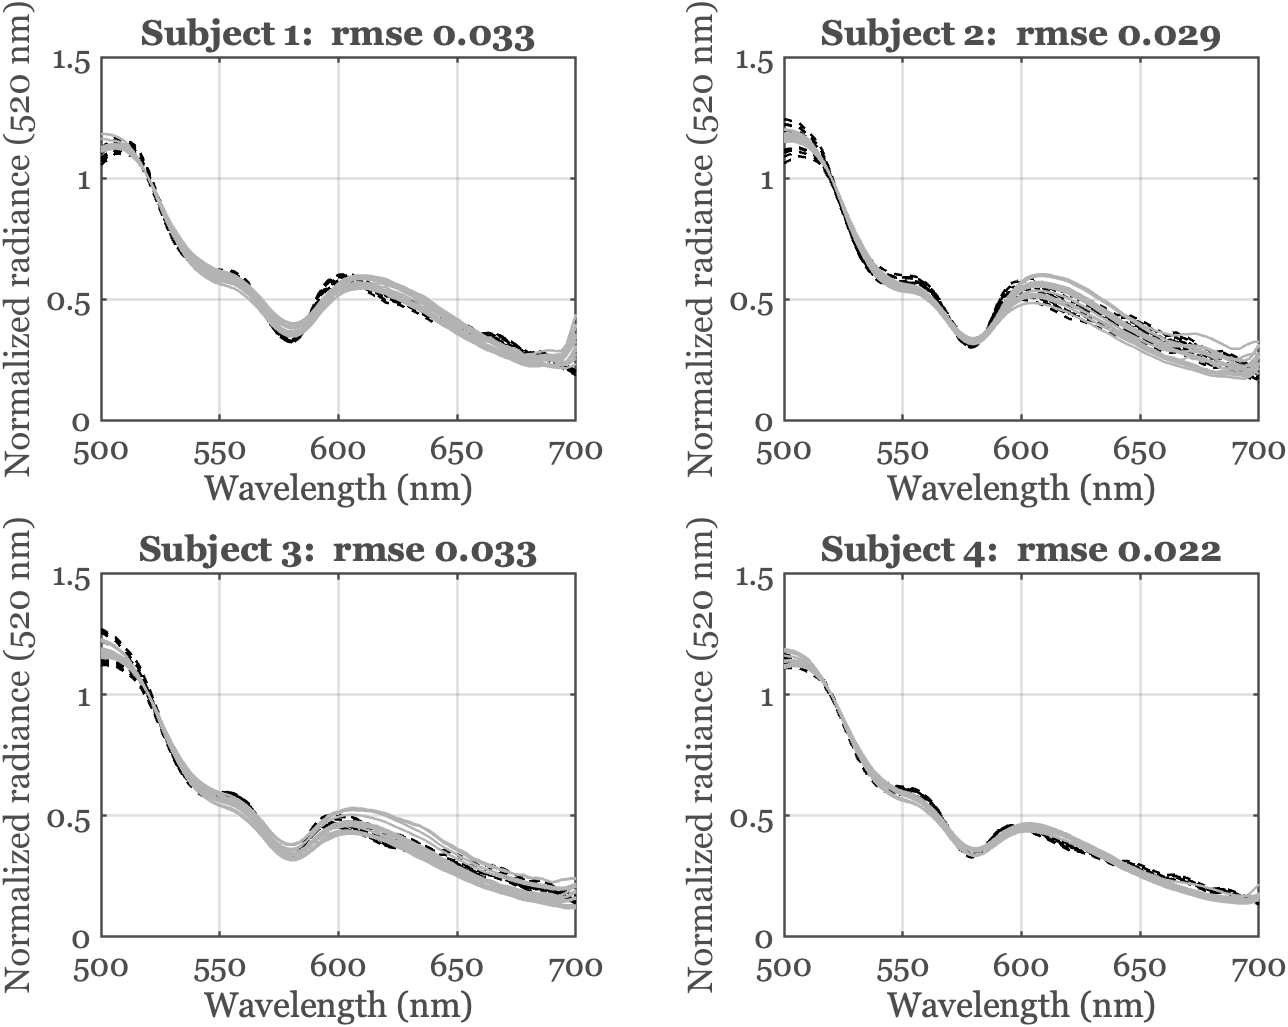 Subject 1: rmse 0.033
Normalized radiance (520 nm)
1.5
1
0.5
0
500 550 600 650 700
Wavelength (nm)
Subject 2: rmse 0.029
Normalized radiance (520 nm)
1.5
1
0.5
0
500 550 600 650 700
Wavelength (nm)
Subject 3: rmse 0.033
Normalized radiance (520 nm)
1.5
1
0.5
0
500 550 600 650 700
Wavelength (nm)
Subject 4: rmse 0.022
Normalized radiance (520 nm)
1.5
1
0.5
0
500 550 600 650 700
Wavelength (nm)